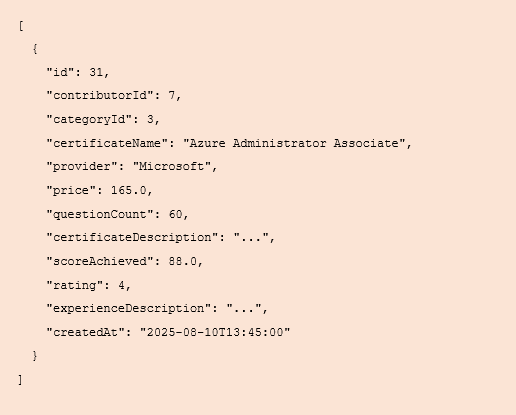 [
  {
    "id": 31,
    "contributorId": 7,
    "categoryId": 3,
    "certificateName": "Azure Administrator Associate",
    "provider": "Microsoft",
    "price": 165.0,
    "questionCount": 60,
    "certificateDescription": "...",
    "scoreAchieved": 88.0,
    "rating": 4,
    "experienceDescription": "...",
    "createdAt": "2025-08-10T13:45:00"
  }
]